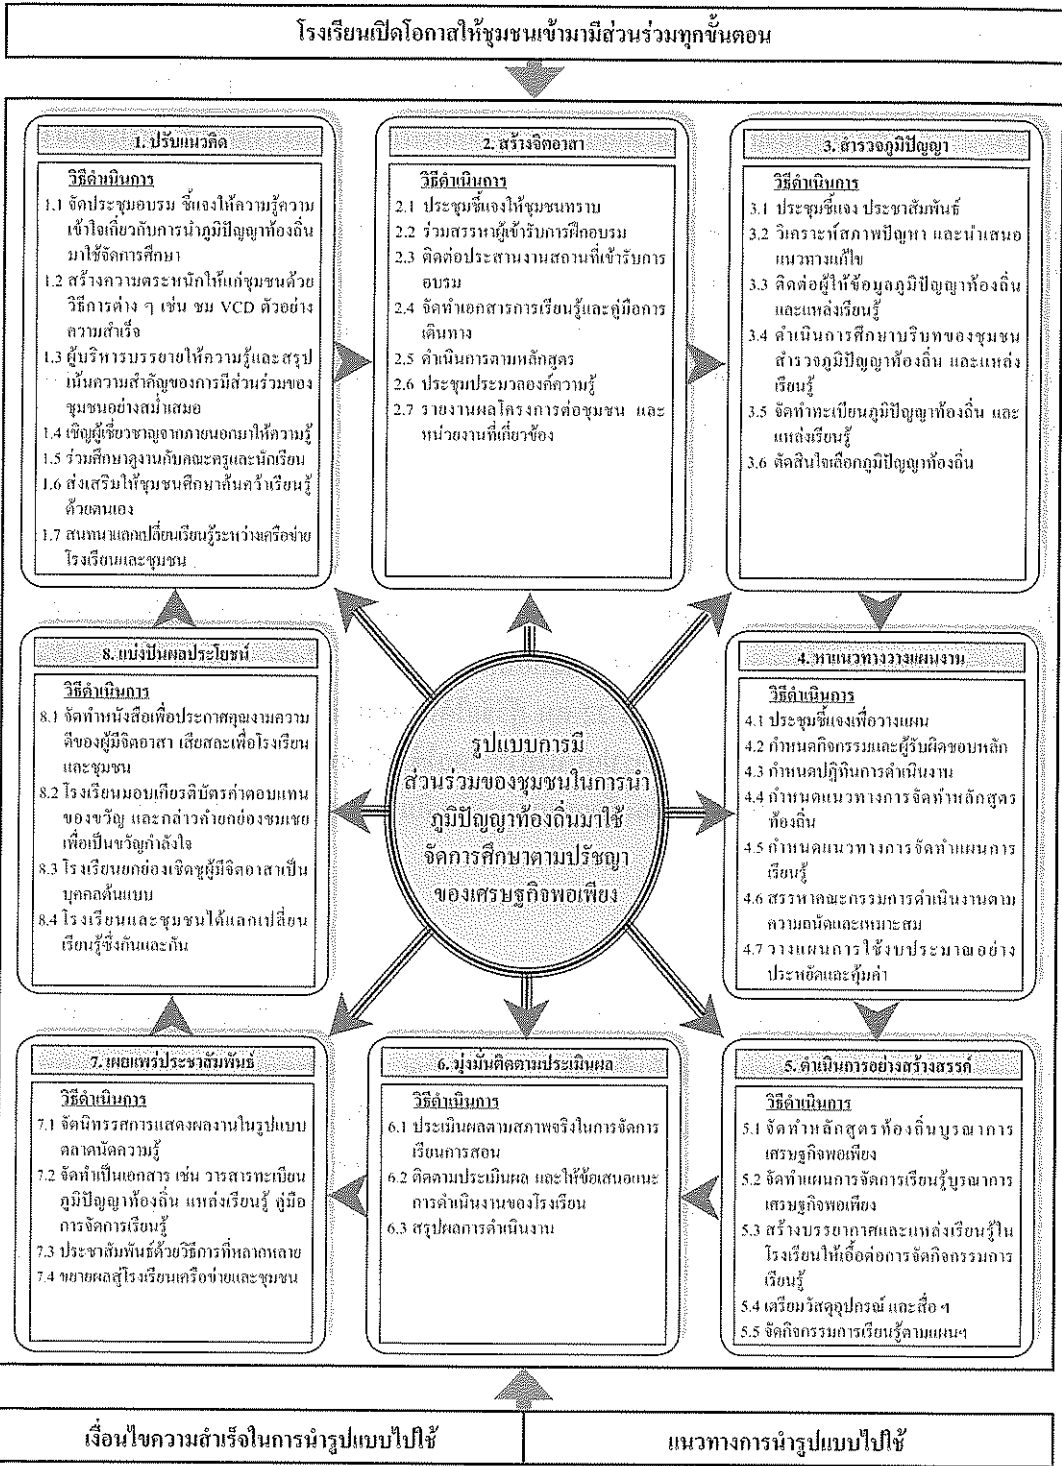 โรงเรียนเปิดโอกาสให้ชุมชนเข้ามามีส่วนร่วมทุกขั้นตอน
1. ปรับแนวคิด
วิธีดำเนินการ
1.1 จัดประชุมอบรม ชี้แจงให้ความรู้ความ
เข้าใจเกี่ยวกับการนำภูมิปัญญาท้องถิ่น
มาใช้จัดการศึกษา
1.2 สร้างความตระหนักให้แก่ชุมชนด้วย
วิธีการต่าง ๆ เช่น ชม VCD ตัวอย่าง
ความสำเร็จ
1.3 ผู้บริหารบรรยายให้ความรู้และสรุป
เน้นความสำคัญของการมีส่วนร่วมของ
ชุมชนอย่างสม่ำเสมอ
1.4 เชิญผู้เชี่ยวชาญจากภายนอกมาให้ความรู้
1.5 ร่วมศึกษาดูงานกับคณะครูและนักเรียน
1.6 ส่งเสริมให้ชุมชนศึกษาค้นคว้าเรียนรู้
ด้วยตนเอง
1.7 สนทนาแลกเปลี่ยนเรียนรู้ระหว่างเครือข่าย
โรงเรียนและชุมชน
2. สร้างจิตอาสา
วิธีดำเนินการ
2.1 ประชุมชี้แจงให้ชุมชนทราบ
2.2 ร่วมสรรหาผู้เข้ารับการฝึกอบรม
2.3 ติดต่อประสานงานสถานที่เข้ารับการ
อบรม
2.4 จัดทำเอกสารการเรียนรู้และคู่มือการ
เดินทาง
2.5 ดำเนินการตามหลักสูตร
2.6 ประชุมประมวลองค์ความรู้
2.7 รายงานผลโครงการต่อชุมชน และ
หน่วยงานที่เกี่ยวข้อง
3. สำรวจภูมิปัญญา
วิธีดำเนินการ
3.1 ประชุมชี้แจง ประชาสัมพันธ์
3.2 วิเคราะห์สภาพปัญหา และนำเสนอ
แนวทางแก้ไข
3.3 ติดต่อผู้ให้ข้อมูลภูมิปัญญาท้องถิ่น
และแหล่งเรียนรู้
3.4 ดำเนินการศึกษาบริบทของชุมชน
สำรวจภูมิปัญญาท้องถิ่น และแหล่ง
เรียนรู้
3.5 จัดทำทะเบียนภูมิปัญญาท้องถิ่น และ
แหล่งเรียนรู้
3.6 ตัดสินใจเลือกภูมิปัญญาท้องถิ่น
8. แบ่งปันผลประโยชน์
วิธีดำเนินการ
8.1 จัดทำหนังสือเพื่อประกาศคุณงามความ
ดีของผู้มีจิตอาสา เสียสละเพื่อโรงเรียน
และชุมชน
8.2 โรงเรียนมอบเกียรติบัตรค่าตอบแทน
ของขวัญ และกล่าวคำยกย่องชมเชย
เพื่อเป็นขวัญกำลังใจ
8.3 โรงเรียนยกย่องเชิดชูผู้มีจิตอาสาเป็น
บุคคลต้นแบบ
8.4 โรงเรียนและชุมชนได้แลกเปลี่ยน
เรียนรู้ซึ่งกันและกัน
รูปแบบการมี
ส่วนร่วมของชุมชนในการนำ
ภูมิปัญญาท้องถิ่นมาใช้
จัดการศึกษาตามปรัชญา
ของเศรษฐกิจพอเพียง
4. หาแนวทางวางแผนงาน
วิธีดำเนินการ
4.1 ประชุมชี้แจงเพื่อวางแผน
4.2 กำหนดกิจกรรมและผู้รับผิดชอบหลัก
4.3 กำหนดปฏิทินการดำเนินงาน
4.4 กำหนดแนวทางการจัดทำหลักสูตร
ท้องถิ่น
4.5 กำหนดแนวทางการจัดทำแผนการ
เรียนรู้
4.6 สรรหาคณะกรรมการดำเนินงานตาม
ความถนัดและเหมาะสม
4.7 วางแผนการใช้งบประมาณอย่าง
ประหยัดและคุ้มค่า
7. เผยแพร่ประชาสัมพันธ์
วิธีดำเนินการ
7.1 จัดนิทรรศการแสดงผลงานในรูปแบบ
ตลาดนัดความรู้
7.2 จัดทำเป็นเอกสาร เช่น วารสารทะเบียน
ภูมิปัญญาท้องถิ่น แหล่งเรียนรู้ คู่มือ
การจัดการเรียนรู้
7.3 ประชาสัมพันธ์ด้วยวิธีการที่หลากหลาย
7.4 ขยายผลสู่โรงเรียนเครือข่ายและชุมชน
6. มุ่งมั่นติดตามประเมินผล
วิธีดำเนินการ
6.1 ประเมินผลตามสภาพจริงในการจัดการ
เรียนการสอน
6.2 ติดตามประเมินผล และให้ข้อเสนอแนะ
การดำเนินงานของโรงเรียน
6.3 สรุปผลการดำเนินงาน
5. ดำเนินการอย่างสร้างสรรค์
วิธีดำเนินการ
5.1 จัดทำหลักสูตรท้องถิ่นบูรณาการ
เศรษฐกิจพอเพียง
5.2 จัดทำแผนการจัดการเรียนรู้บูรณาการ
เศรษฐกิจพอเพียง
5.3 สร้างบรรยากาศและแหล่งเรียนรู้ใน
โรงเรียนให้เอื้อต่อการจัดกิจกรรมการ
เรียนรู้
5.4 เตรียมวัสดุอุปกรณ์ และสื่อ ฯ
5.5 จัดกิจกรรมการเรียนรู้ตามแผนฯ
เงื่อนไขความสำเร็จในการนำรูปแบบไปใช้
แนวทางการนำรูปแบบไปใช้